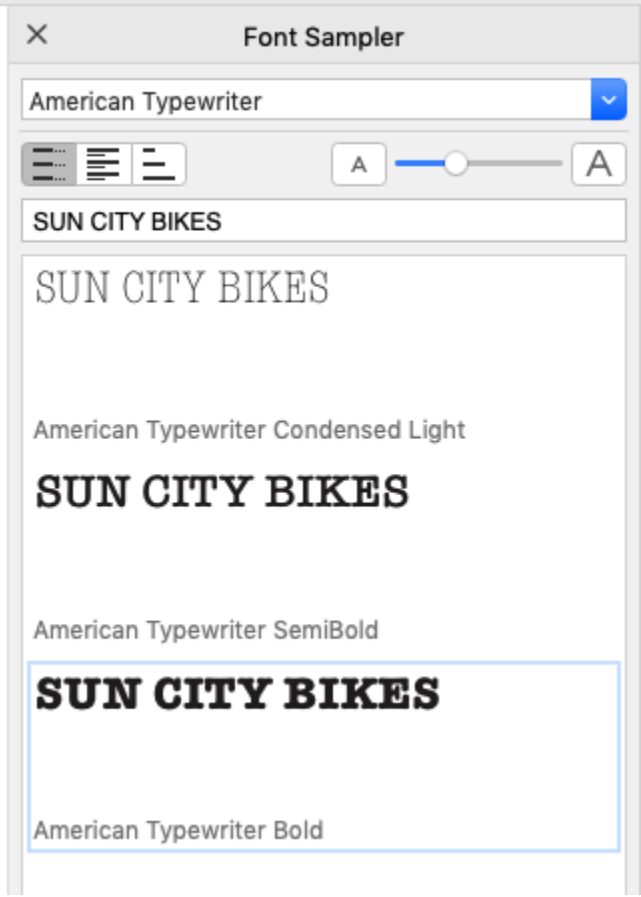 Font Sampler
American Typewriter
A A
SUN CITY BIKES
SUN CITY BIKES
American Typewriter Condensed Light
SUN CITY BIKES
American Typewriter SemiBold
SUN CITY BIKES
American Typewriter Bold